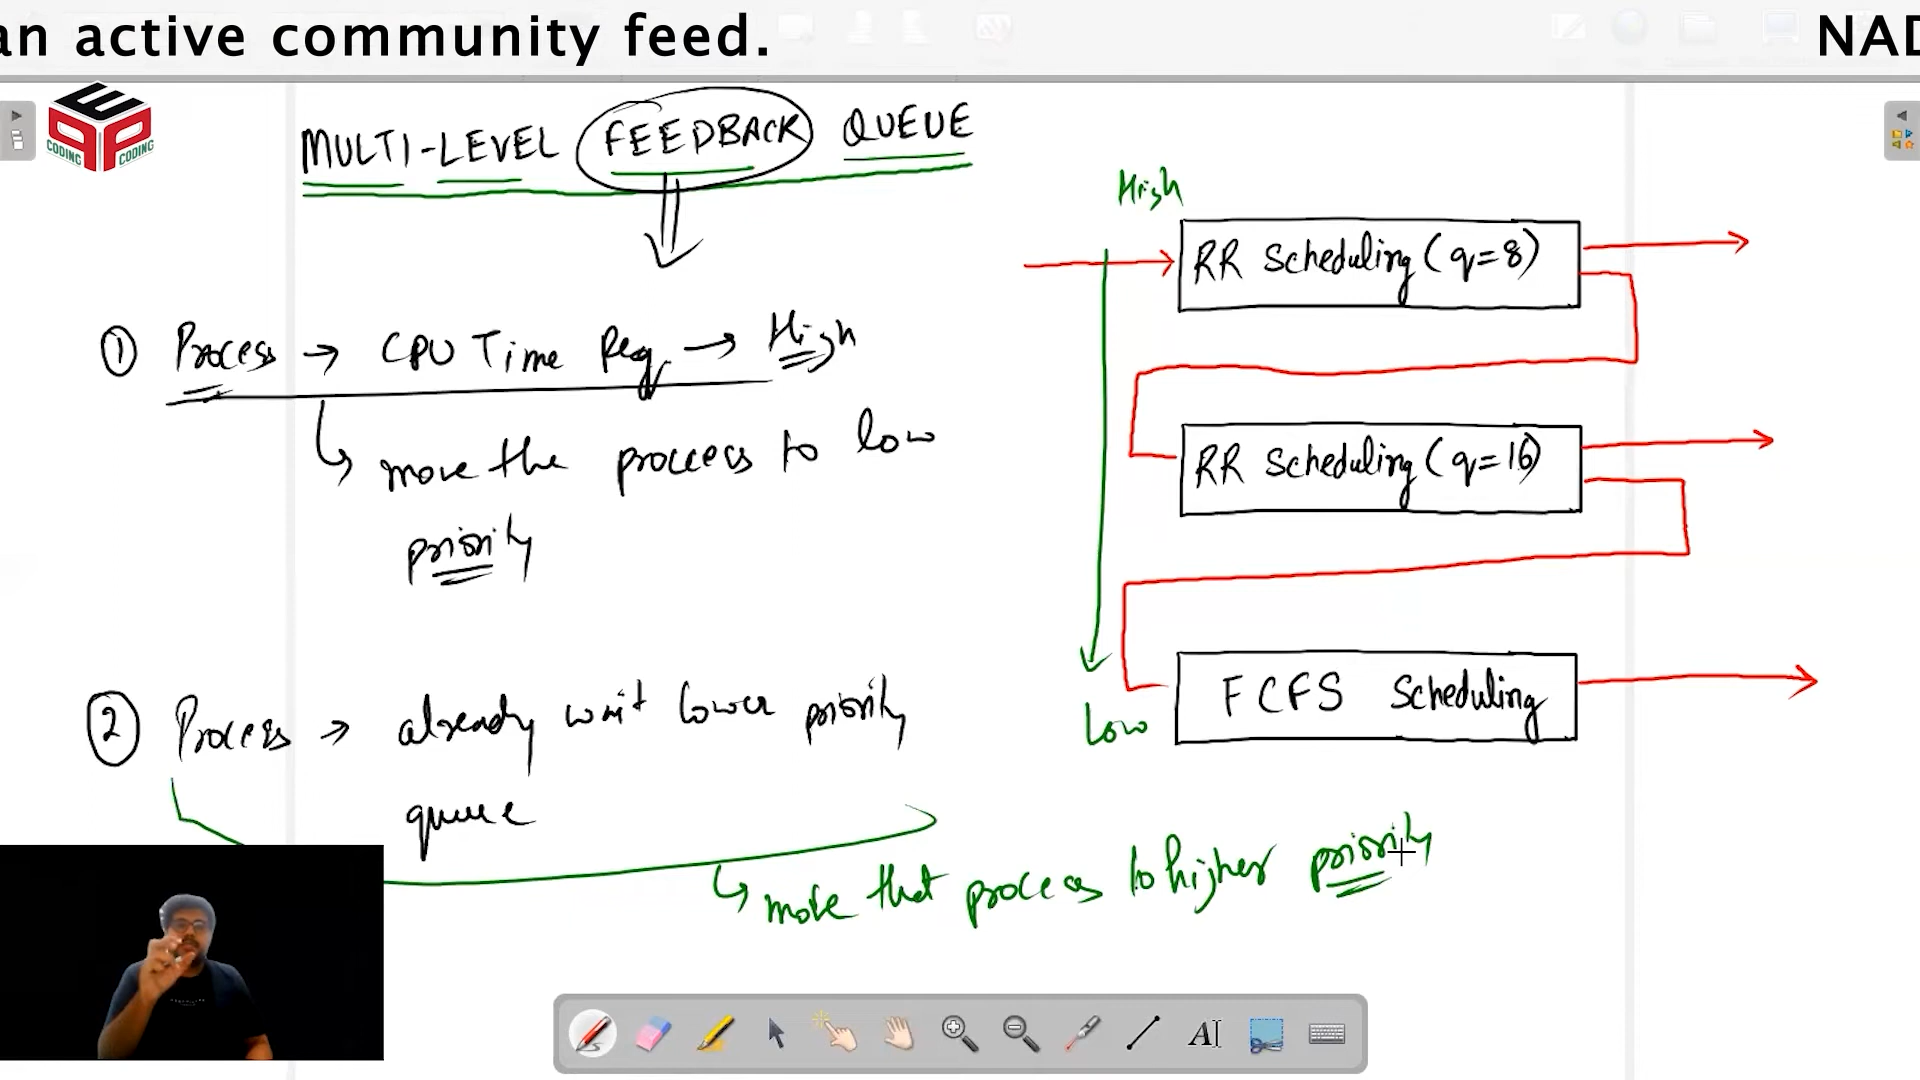 an active community feed.
NAD
CODING
CODING
MULTI-LEVEL FEEDBACK QUEUE
① Process → CPU Time Req → High
↳ move the process to low
priority
② Process → already wait lower priority
queue
↳ move that process to higher priority
High
RR Scheduling (q=8)
RR Scheduling (q=16)
FCFS Scheduling
Low